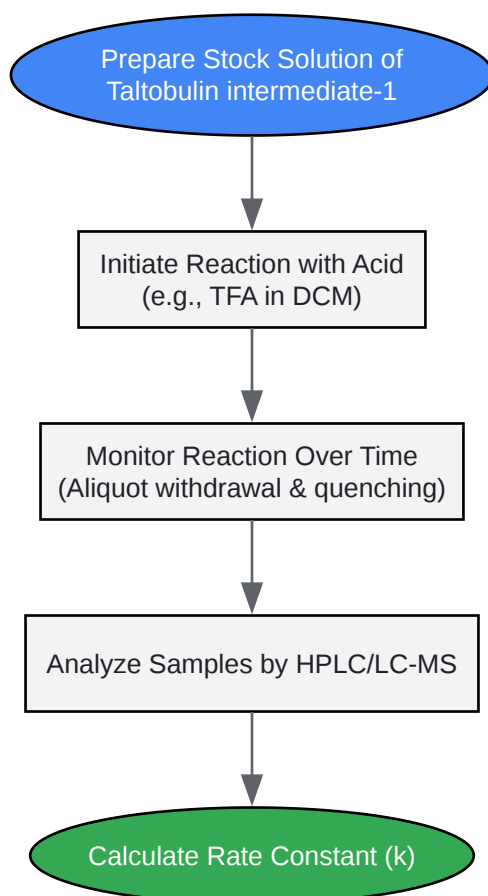 Prepare Stock Solution of
Taltobulin intermediate-1
Initiate Reaction with Acid
(e.g., TFA in DCM)
Monitor Reaction Over Time
(Aliquot withdrawal & quenching)
Analyze Samples by HPLC/LC-MS
Calculate Rate Constant (k)